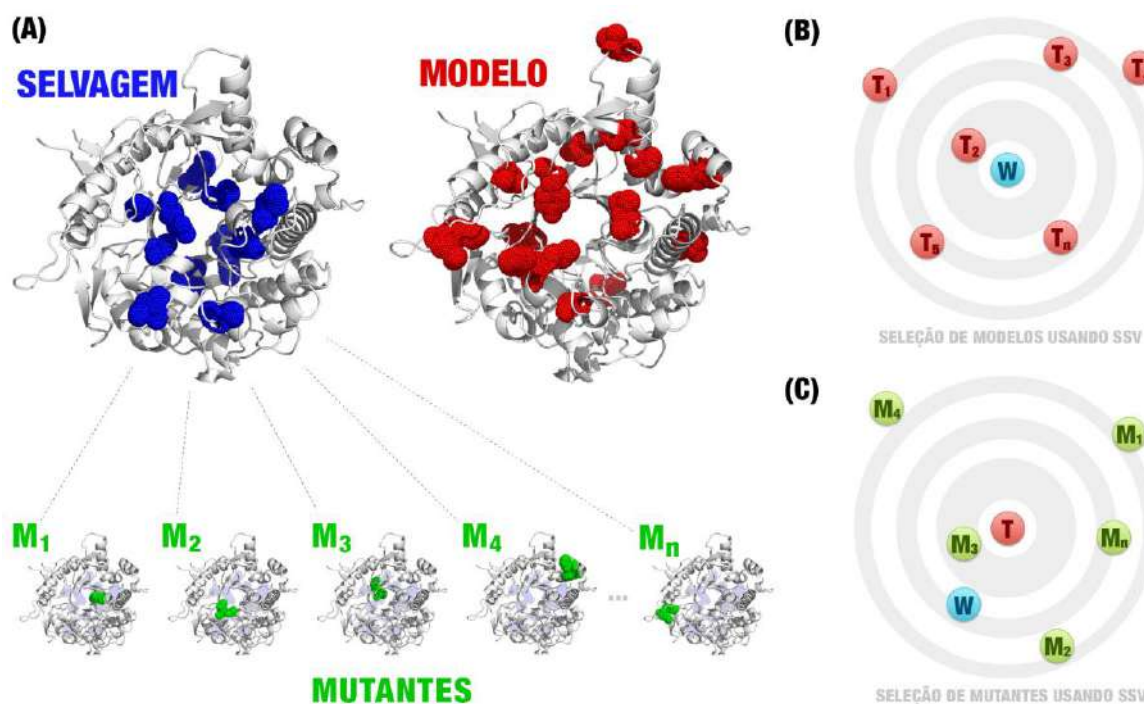 (A)
SELVAGEM
MODELO
M₁
M₂
M₃
M₄
...
Mₙ
MUTANTES
(B)
T₃
T
T₁
T₂
W
T₅
Tₙ
SELEÇÃO DE MODELOS USANDO SSV
(C)
M₄
M₁
T
M₃
Mₙ
W
M₂
SELEÇÃO DE MUTANTES USANDO SSV